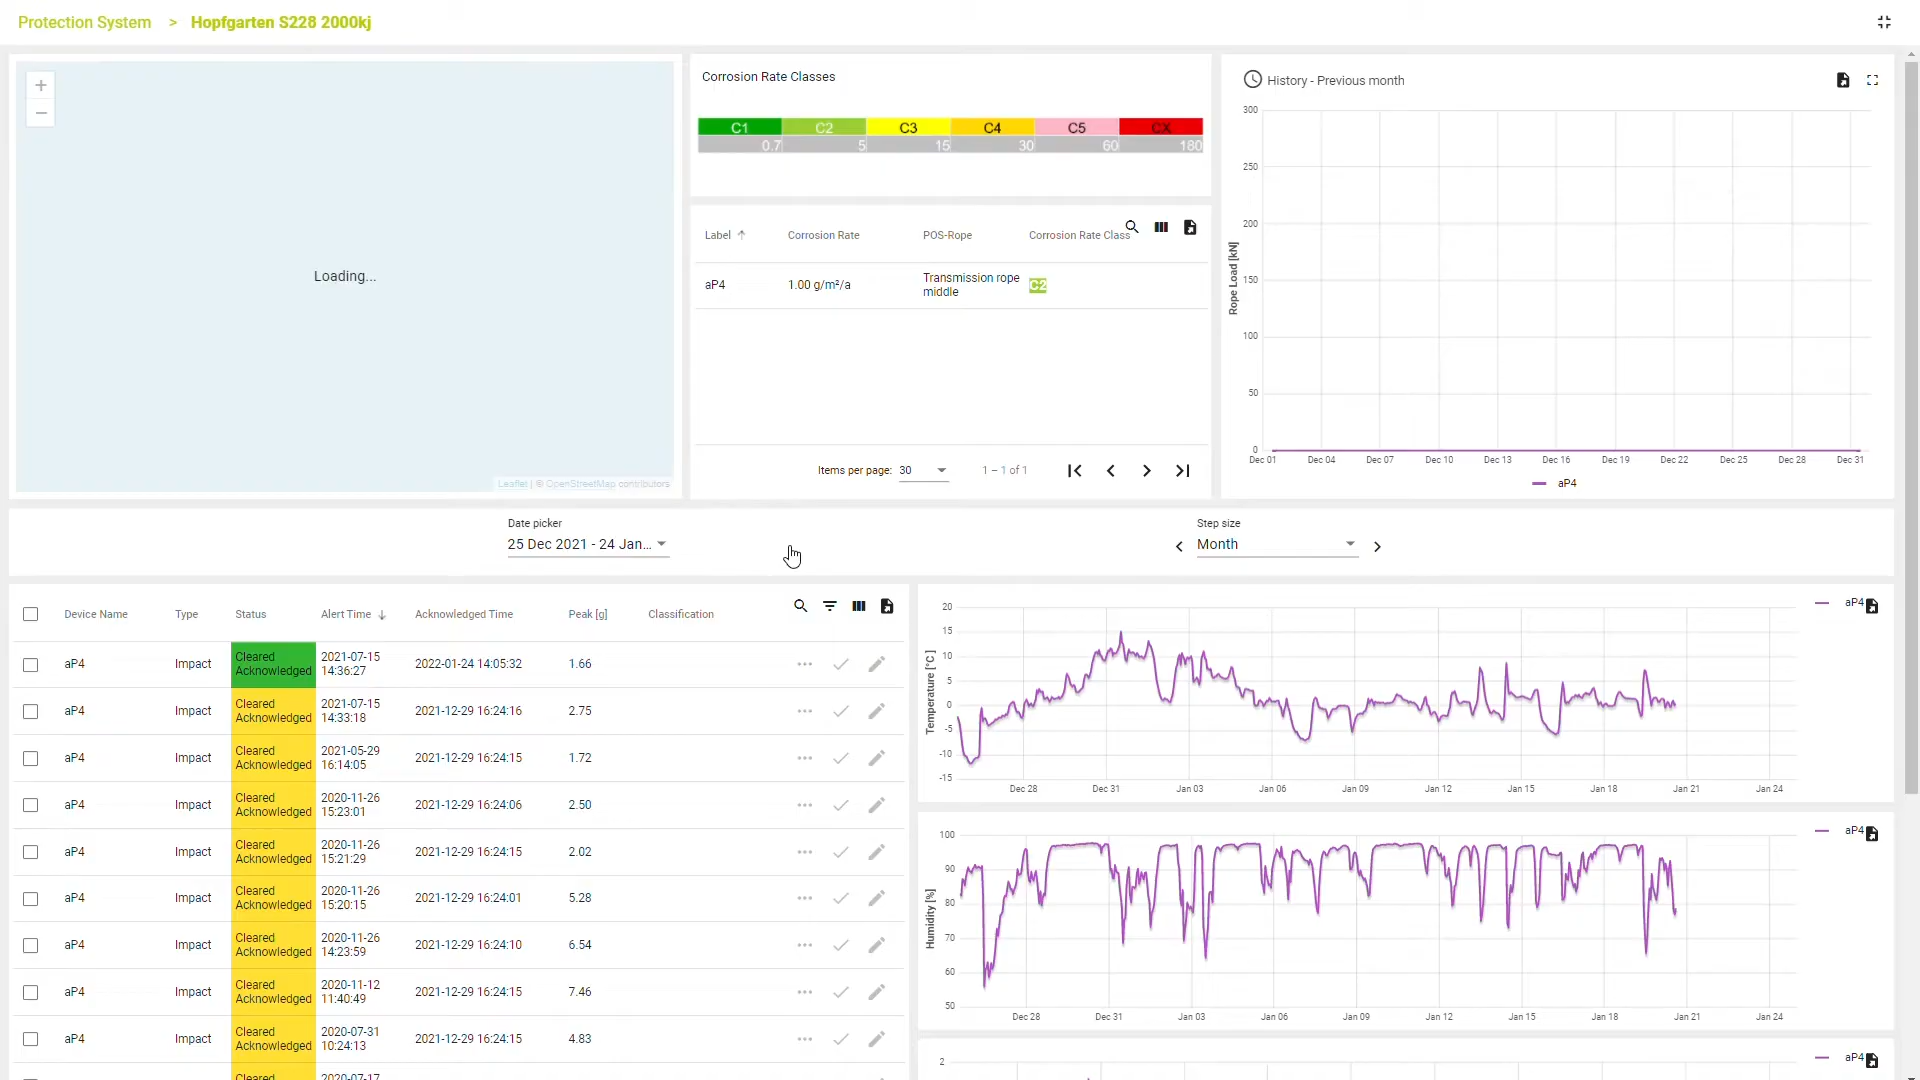 Protection System > Hopfgarten S228 2000kj
+
−
Loading...
Leaflet | © OpenStreetMap contributors
Corrosion Rate Classes
C1 C2 C3 C4 C5 CX
0.7 5 15 30 60 180
Label Corrosion Rate POS-Rope Corrosion Rate Class
aP4 1.00 g/m²/a Transmission rope middle C2
Items per page: 30 1 – 1 of 1
History - Previous month
Rope Load [kN]
300
250
200
150
100
50
0
Dec 01 Dec 04 Dec 07 Dec 10 Dec 13 Dec 16 Dec 19 Dec 22 Dec 25 Dec 28 Dec 31
aP4
Date picker
25 Dec 2021 - 24 Jan...
Step size
Month
Device Name Type Status Alert Time Acknowledged Time Peak [g] Classification
aP4 Impact Cleared Acknowledged 2021-07-15 14:36:27 2022-01-24 14:05:32 1.66
aP4 Impact Cleared Acknowledged 2021-07-15 14:33:18 2021-12-29 16:24:16 2.75
aP4 Impact Cleared Acknowledged 2021-05-29 16:14:05 2021-12-29 16:24:15 1.72
aP4 Impact Cleared Acknowledged 2020-11-26 15:23:01 2021-12-29 16:24:06 2.50
aP4 Impact Cleared Acknowledged 2020-11-26 15:21:29 2021-12-29 16:24:15 2.02
aP4 Impact Cleared Acknowledged 2020-11-26 15:20:15 2021-12-29 16:24:01 5.28
aP4 Impact Cleared Acknowledged 2020-11-26 14:23:59 2021-12-29 16:24:10 6.54
aP4 Impact Cleared Acknowledged 2020-11-12 11:40:49 2021-12-29 16:24:15 7.46
aP4 Impact Cleared Acknowledged 2020-07-31 10:24:13 2021-12-29 16:24:15 4.83
Cleared 2020-07-17
aP4
Temperature [°C ]
20
15
10
5
0
-5
-10
-15
Dec 28 Dec 31 Jan 03 Jan 06 Jan 09 Jan 12 Jan 15 Jan 18 Jan 21 Jan 24
aP4
Humidity [%]
100
90
80
70
60
50
Dec 28 Dec 31 Jan 03 Jan 06 Jan 09 Jan 12 Jan 15 Jan 18 Jan 21 Jan 24
2
aP4